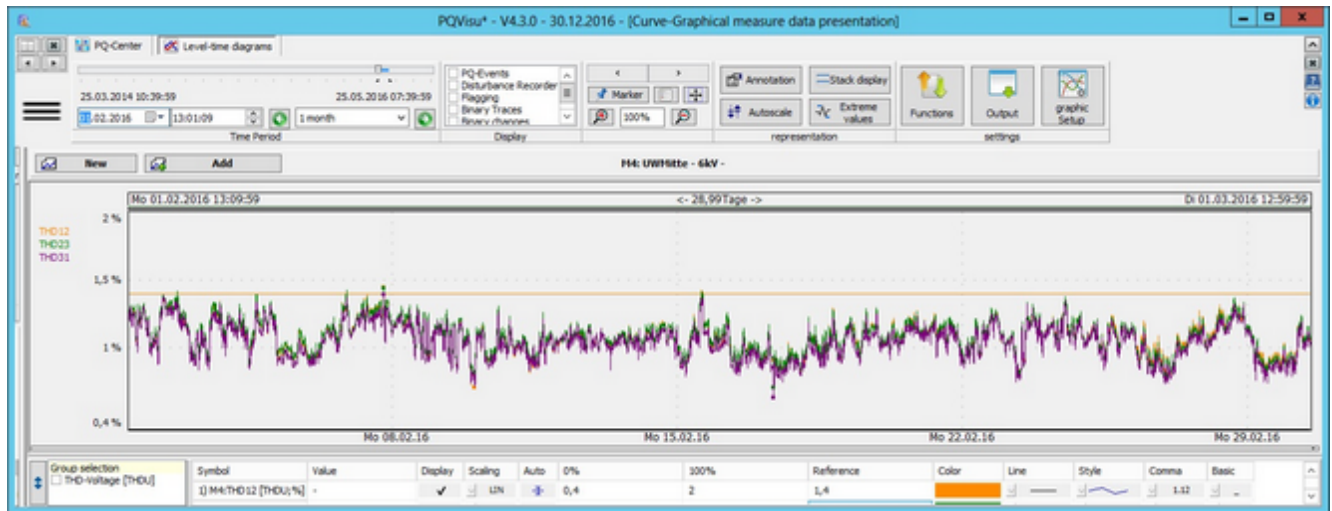 PQVisu* - V4.3.0 - 30.12.2016 - [Curve-Graphical measure data presentation]
PQ-Center
Level-time diagrams
25.03.2014 10:39:59
25.05.2016 07:39:59
.02.2016
13:01:09
1 month
Time Period
PQ-Events
Disturbance Recorder
Flagging
Binary Traces
Binary changes
Display
<
>
Marker
100%
Annotation
Stack display
Autoscale
Extreme
values
representation
Functions
Output
graphic
Setup
settings
New
Add
M4: UWMitte - 6kV -
Mo 01.02.2016 13:09:59
<- 28,99Tage ->
Di 01.03.2016 12:59:59
THD12
THD23
THD31
2 %
1,5 %
1 %
0,4 %
Mo 08.02.16
Mo 15.02.16
Mo 22.02.16
Mo 29.02.16
Group selection
THD-Voltage [THDU]
Symbol Value Display Scaling Auto 0% 100% Reference Color Line Style Comma Basic
1) M4:THD12 [THDU;%] - LIN 0,4 2 1,4 1.12 -